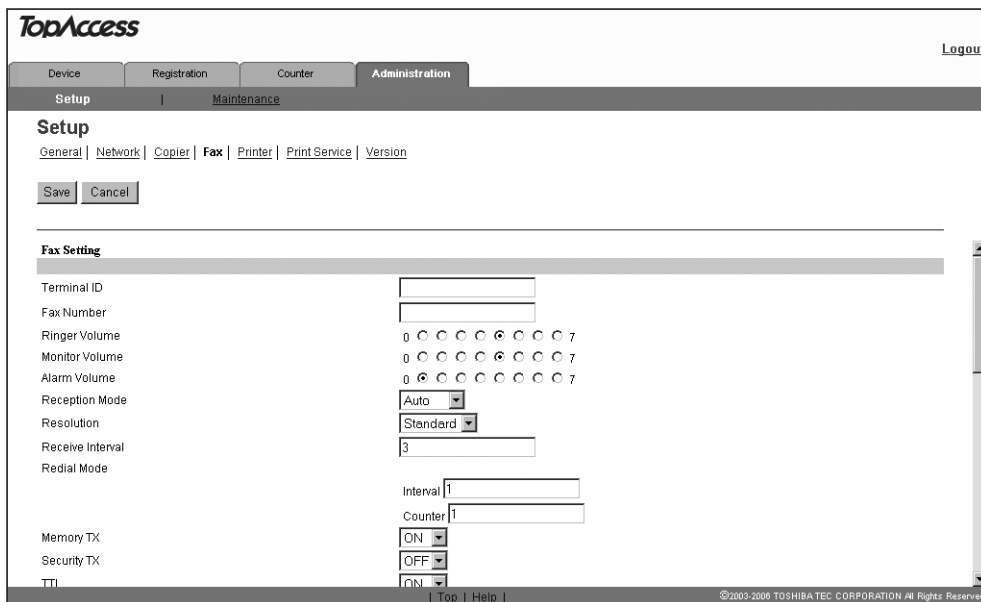 TopAccess
Logou
Device Registration Counter Administration
Setup | Maintenance
Setup
General | Network | Copier | Fax | Printer | Print Service | Version
Save Cancel
Fax Setting
Terminal ID
Fax Number
Ringer Volume 0 7
Monitor Volume 0 7
Alarm Volume 0 7
Reception Mode Auto
Resolution Standard
Receive Interval 3
Redial Mode
Interval 1
Counter 1
Memory TX ON
Security TX OFF
TTI ON
| Top | Help |
©2003-2006 TOSHIBA TEC CORPORATION All Rights Reserve